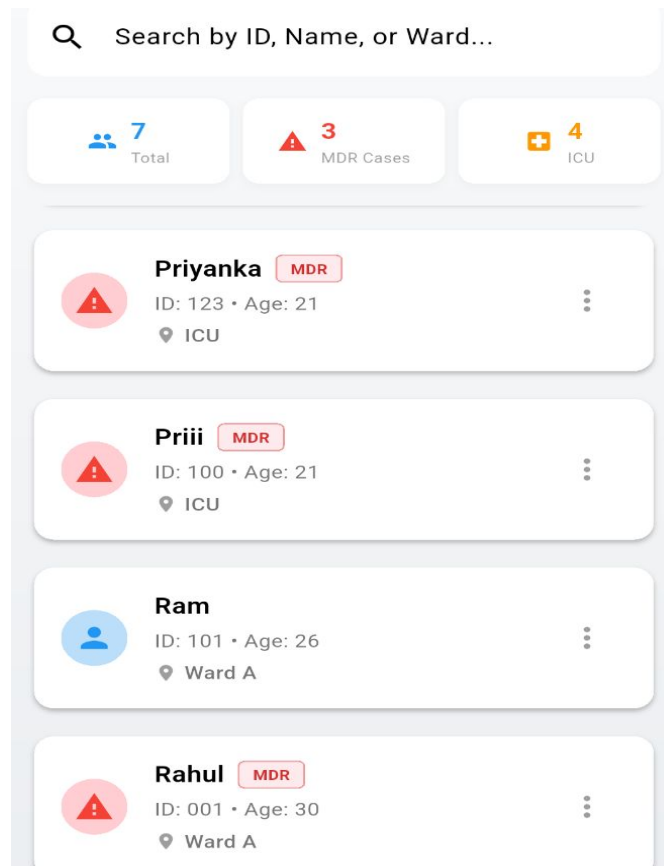 Search by ID, Name, or Ward...
7
Total
3
MDR Cases
4
ICU
Priyanka MDR
ID: 123 • Age: 21
ICU
Priii MDR
ID: 100 • Age: 21
ICU
Ram
ID: 101 • Age: 26
Ward A
Rahul MDR
ID: 001 • Age: 30
Ward A